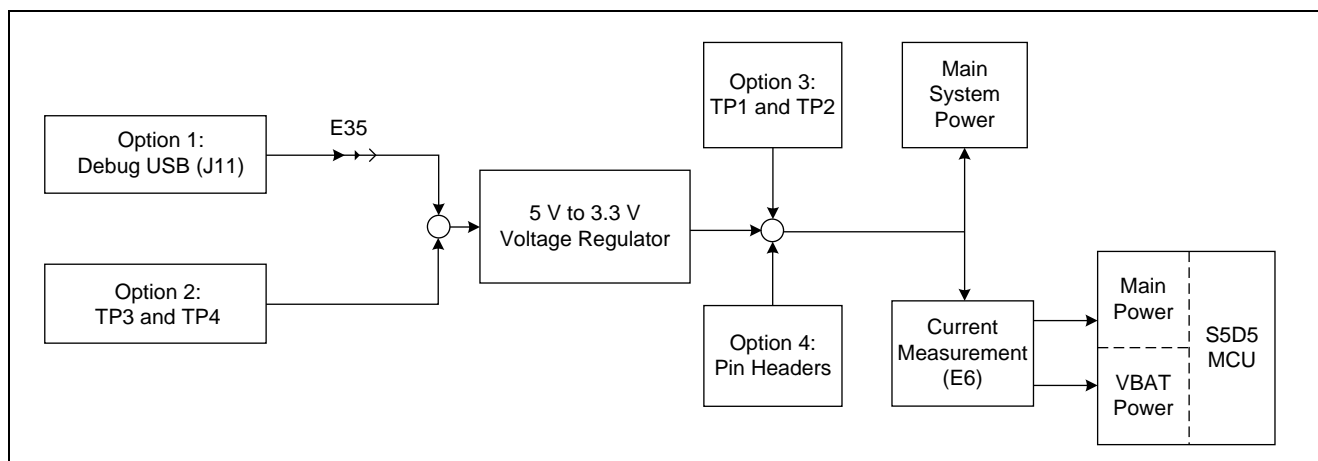 Option 1:
Debug USB (J11)
E35
Option 2:
TP3 and TP4
5 V to 3.3 V
Voltage Regulator
Option 3:
TP1 and TP2
Option 4:
Pin Headers
Main
System
Power
Current
Measurement
(E6)
Main
Power
VBAT
Power
S5D5
MCU